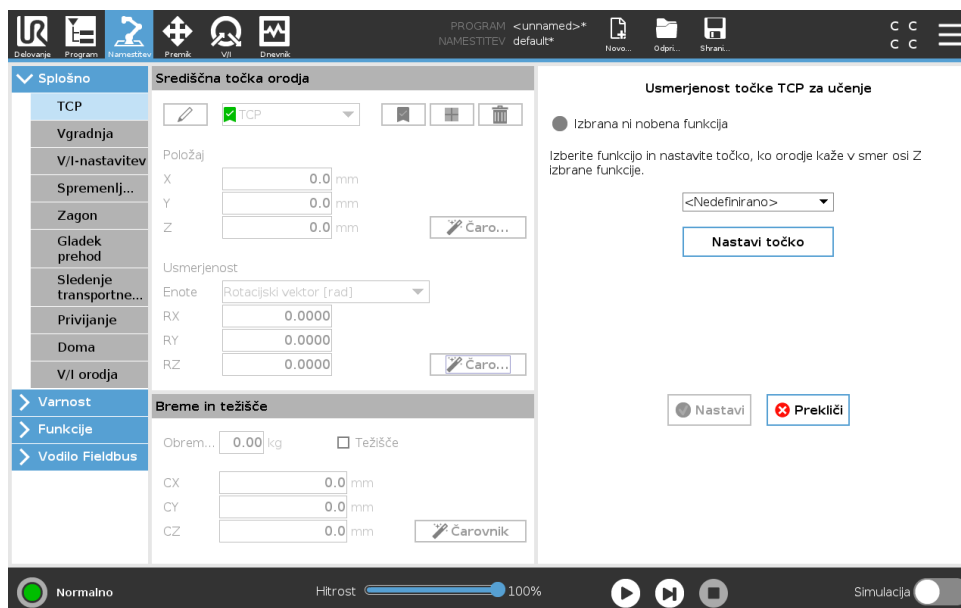 PROGRAM <unnamed>*
NAMESTITEV default*
Delovanje Program Namestitev Premik V/I Dnevnik Novo... Odpri... Shrani...
C C
C C
Splošno
TCP
Vgradnja
V/I-nastavitev
Spremenlj...
Zagon
Gladek
prehod
Sledenje
transportne...
Privijanje
Doma
V/I orodja
Varnost
Funkcije
Vodilo Fieldbus
Središčna točka orodja
TCP
Položaj
X 0.0 mm
Y 0.0 mm
Z 0.0 mm Čaro...
Usmerjenost
Enote Rotacijski vektor [rad]
RX 0.0000
RY 0.0000
RZ 0.0000 Čaro...
Breme in težišče
Obrem... 0.00 kg Težišče
CX 0.0 mm
CY 0.0 mm
CZ 0.0 mm Čarovnik
Usmerjenost točke TCP za učenje
Izbrana ni nobena funkcija
Izberite funkcijo in nastavite točko, ko orodje kaže v smer osi Z
izbrane funkcije.
<Nedefinirano>
Nastavi točko
Nastavi Prekliči
Normalno Hitrost 100% Simulacija